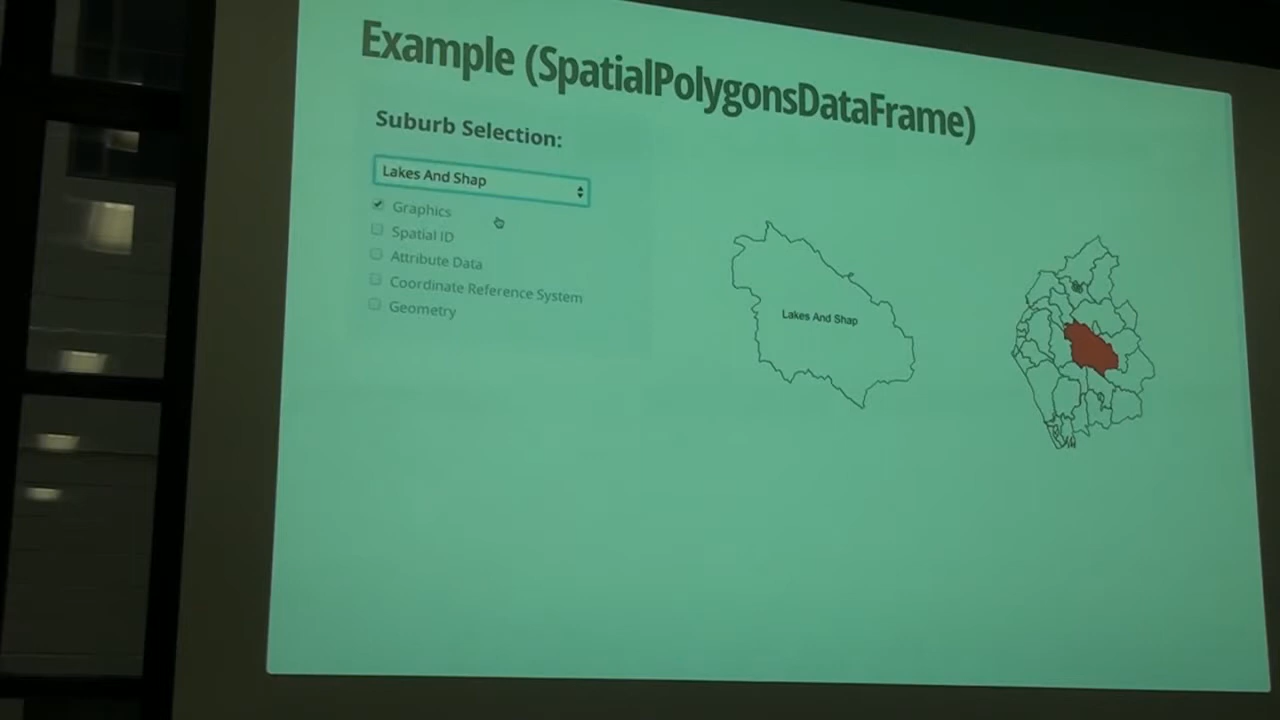 Example (SpatialPolygonsDataFrame)
Suburb Selection:
Lakes And Shap
Graphics
Spatial ID
Attribute Data
Coordinate Reference System
Geometry
Lakes And Shap